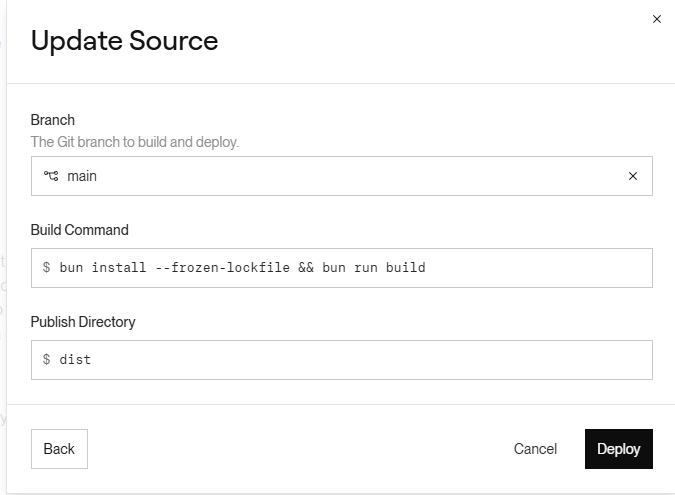 Update Source
Branch
The Git branch to build and deploy.
main
Build Command
$ bun install --frozen-lockfile && bun run build
Publish Directory
$ dist
Back
Cancel
Deploy